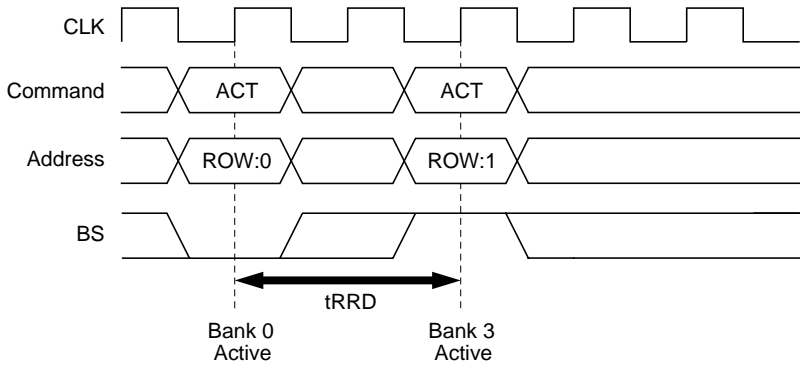 CLK
Command
ACT
ACT
Address
ROW:0
ROW:1
BS
tRRD
Bank 0
Active
Bank 3
Active